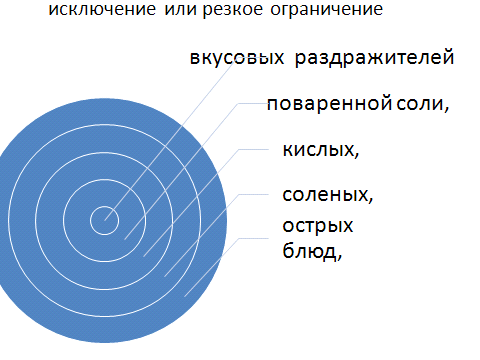 исключение или резкое ограничение
вкусовых раздражителей
поваренной соли,
кислых,
соленых,
острых
блюд,